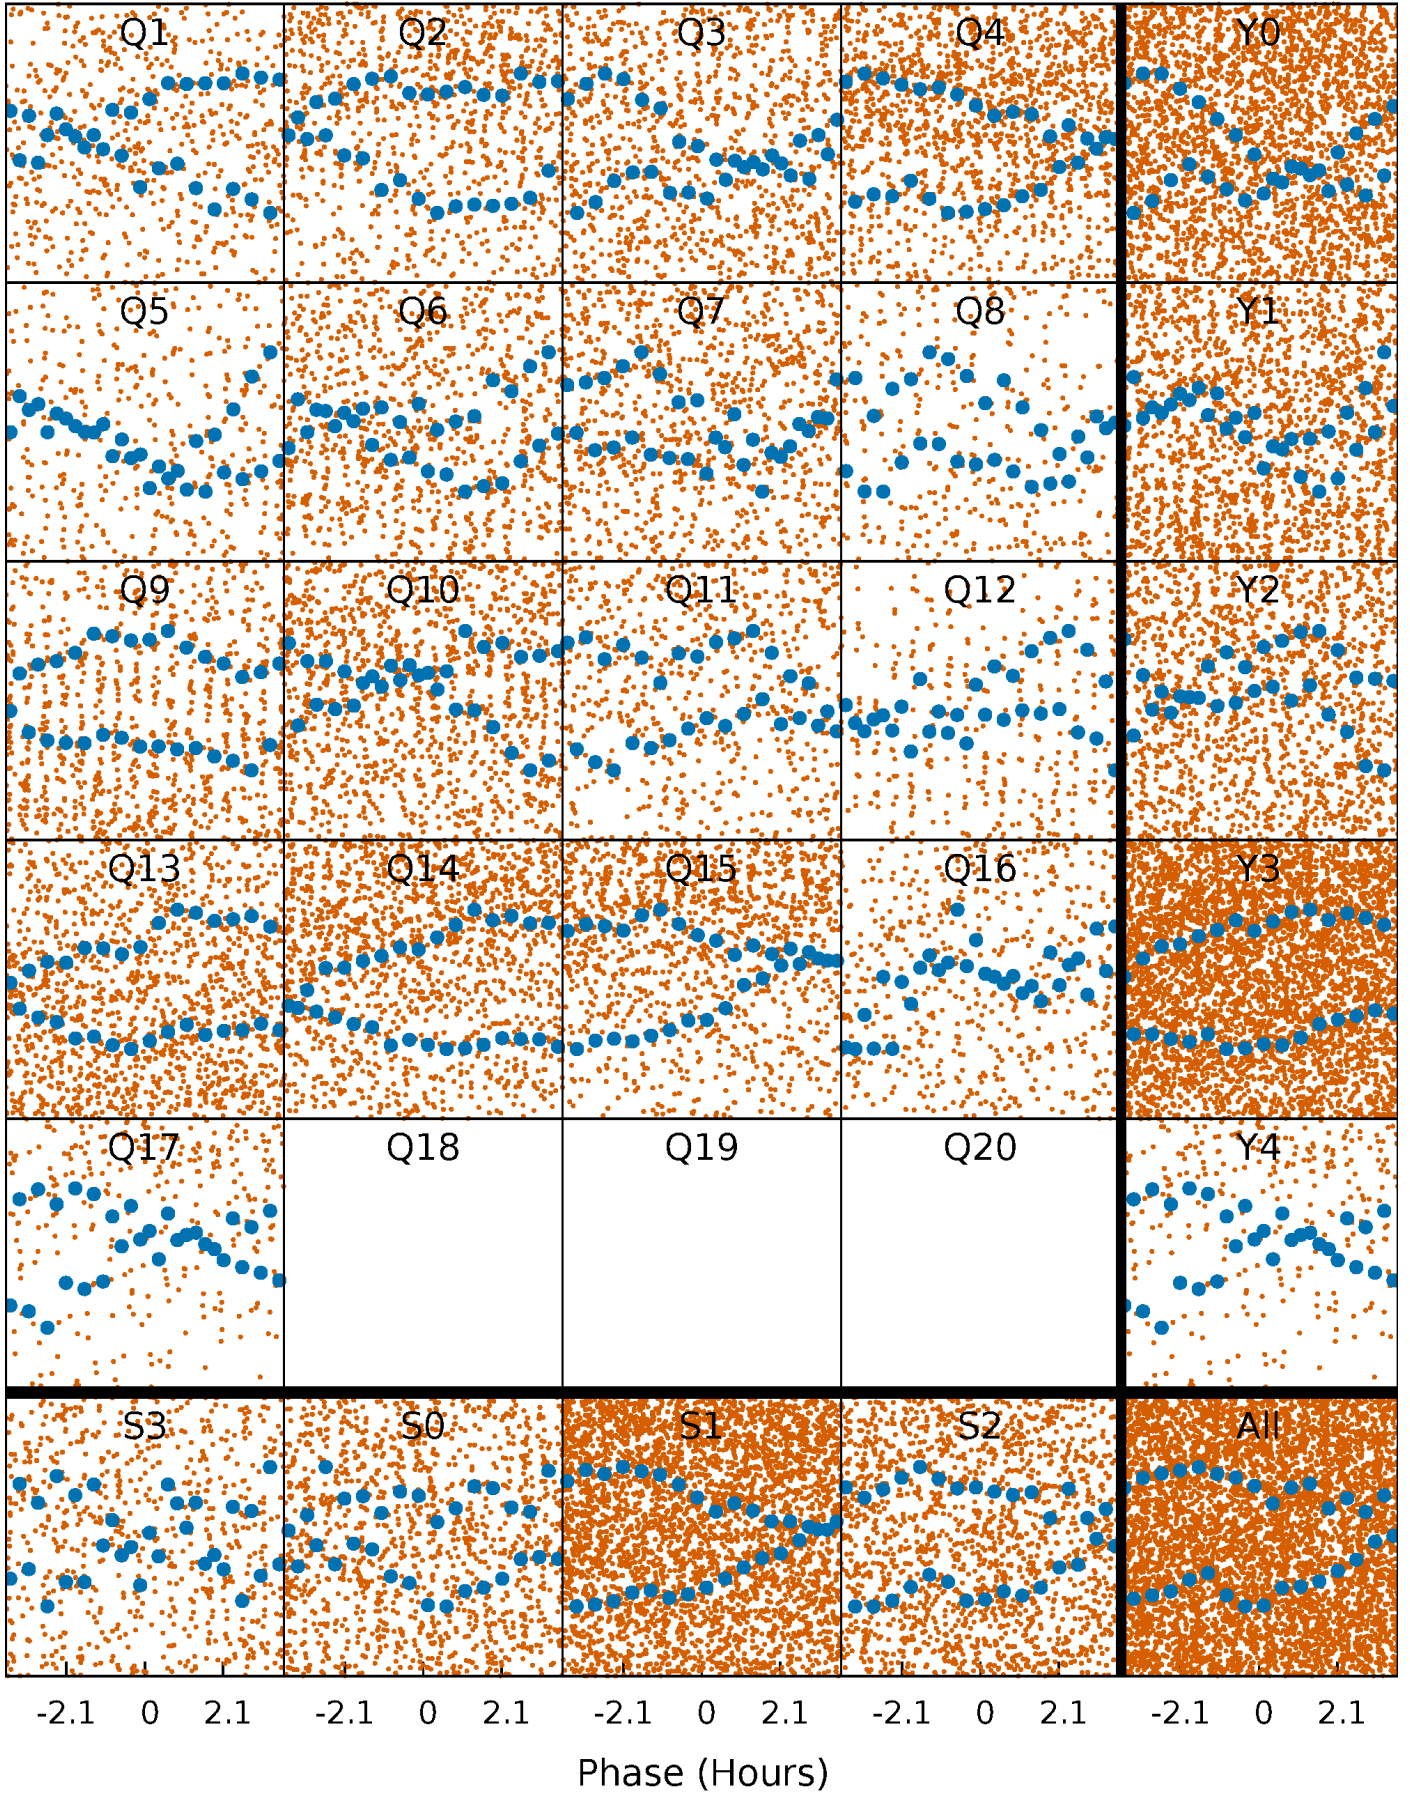 Q1 Q2 Q3 Q4 Y0
Q5 Q6 Q7 Q8 Y1
Q9 Q10 Q11 Q12 Y2
Q13 Q14 Q15 Q16 Y3
Q17 Q18 Q19 Q20 Y4
S3 S0 S1 S2 All
-2.1 0 2.1 -2.1 0 2.1 -2.1 0 2.1 -2.1 0 2.1 -2.1 0 2.1
Phase (Hours)